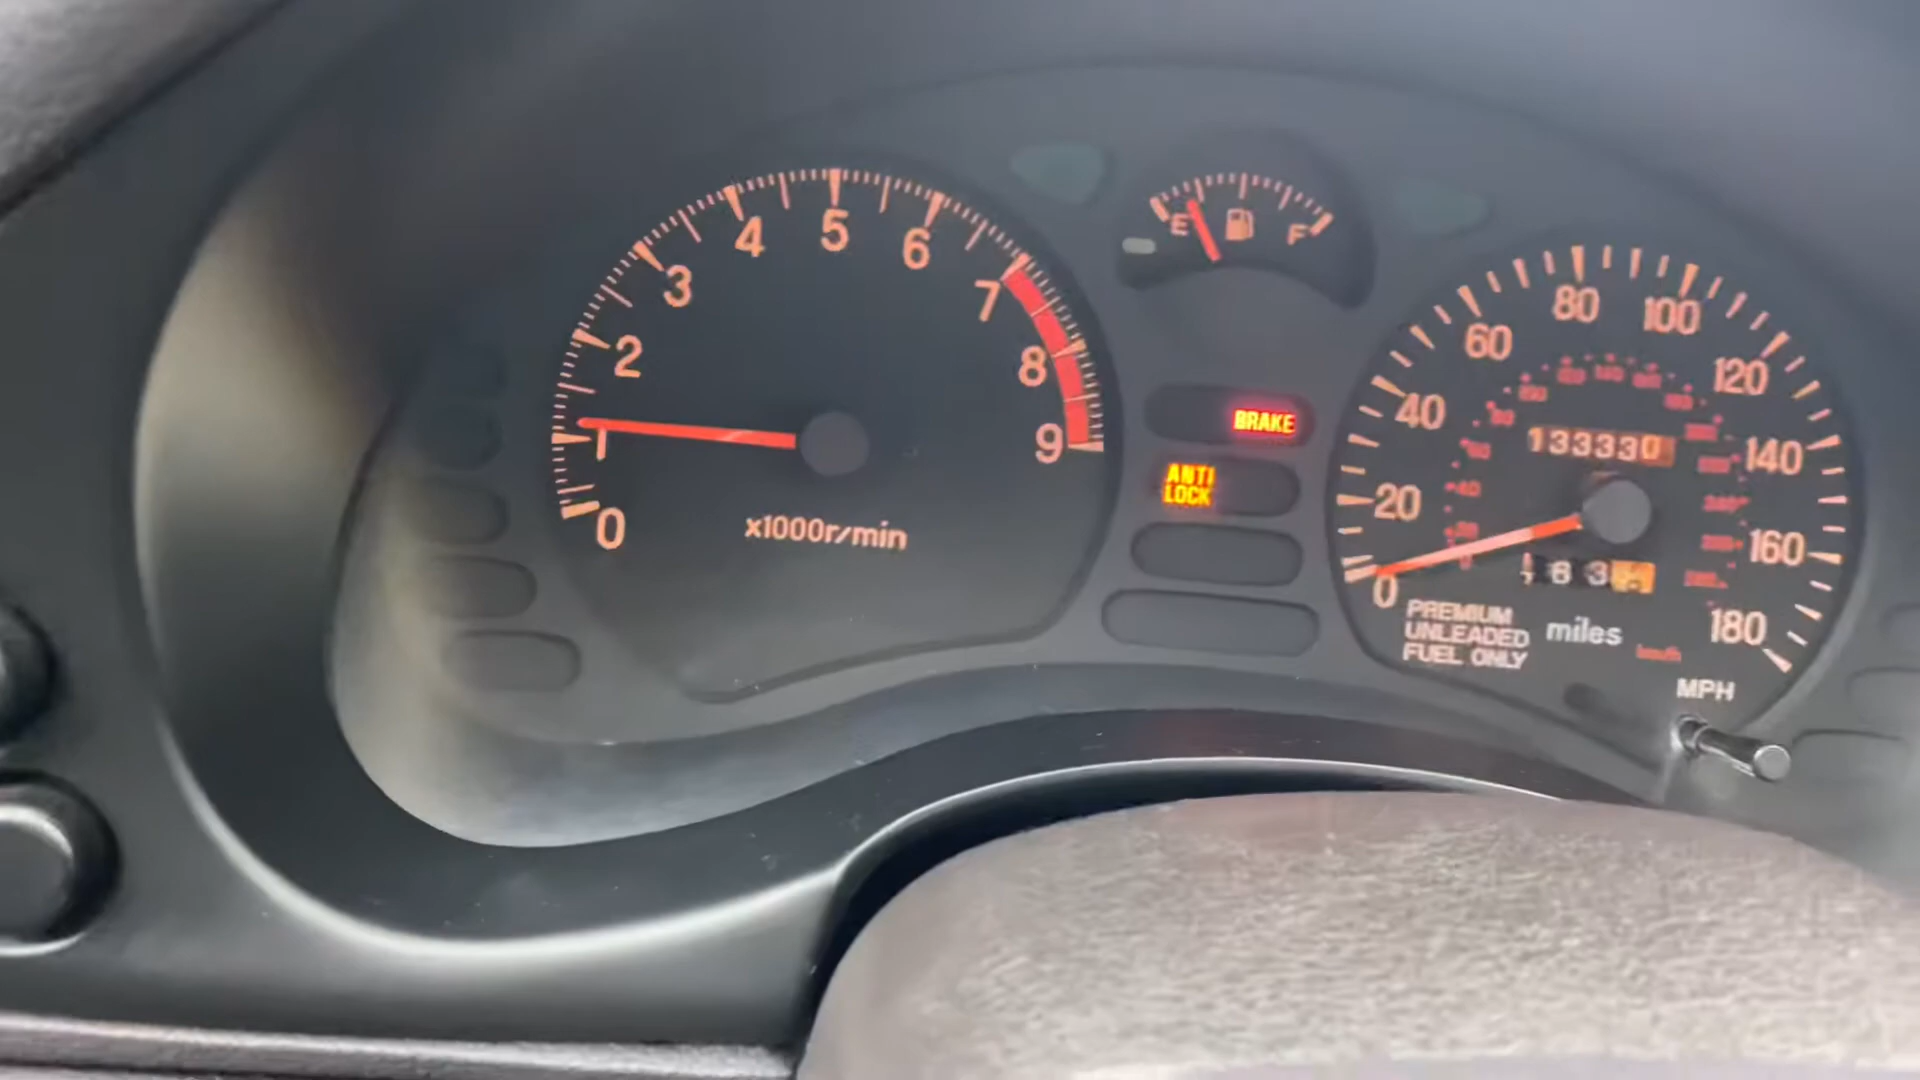 0
1
2
3
4
5
6
7
8
9
x1000r/min
E
F
BRAKE
ANTI
LOCK
0
20
40
60
80
100
120
140
160
180
133330
PREMIUM
UNLEADED
FUEL ONLY
miles
km/h
MPH